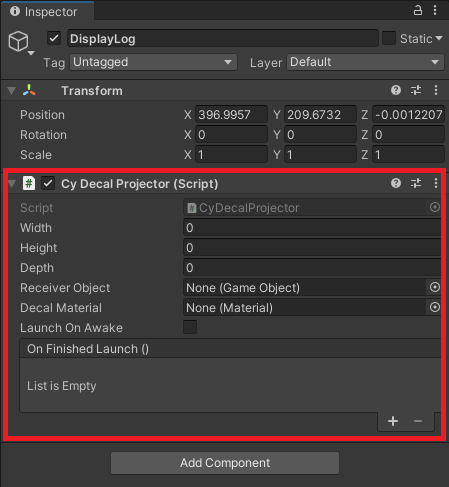 Inspector
DisplayLog Static
Tag Untagged Layer Default
Transform
Position X 396.9957 Y 209.6732 Z -0.0012207
Rotation X 0 Y 0 Z 0
Scale X 1 Y 1 Z 1
# Cy Decal Projector (Script)
Script # CyDecalProjector
Width 0
Height 0
Depth 0
Receiver Object None (Game Object)
Decal Material None (Material)
Launch On Awake
On Finished Launch ()
List is Empty
+ −
Add Component